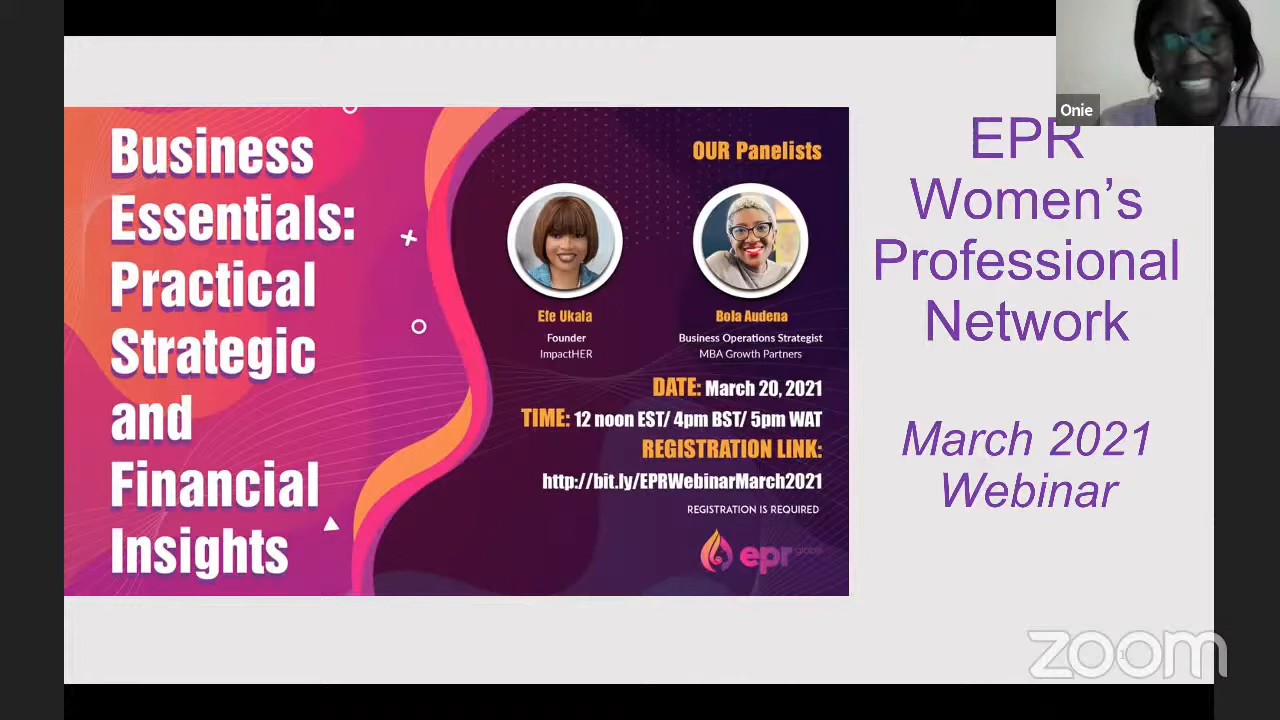 Business
Essentials:
Practical
Strategic
and
Financial
Insights
OUR Panelists
Efe Ukala
Founder
ImpactHER
Bola Audena
Business Operations Strategist
MBA Growth Partners
DATE: March 20, 2021
TIME: 12 noon EST/ 4pm BST/ 5pm WAT
REGISTRATION LINK:
http://bit.ly/EPRWebinarMarch2021
REGISTRATION IS REQUIRED
epr global
Onie
EPR
Women’s
Professional
Network
March 2021
Webinar
zoom
1